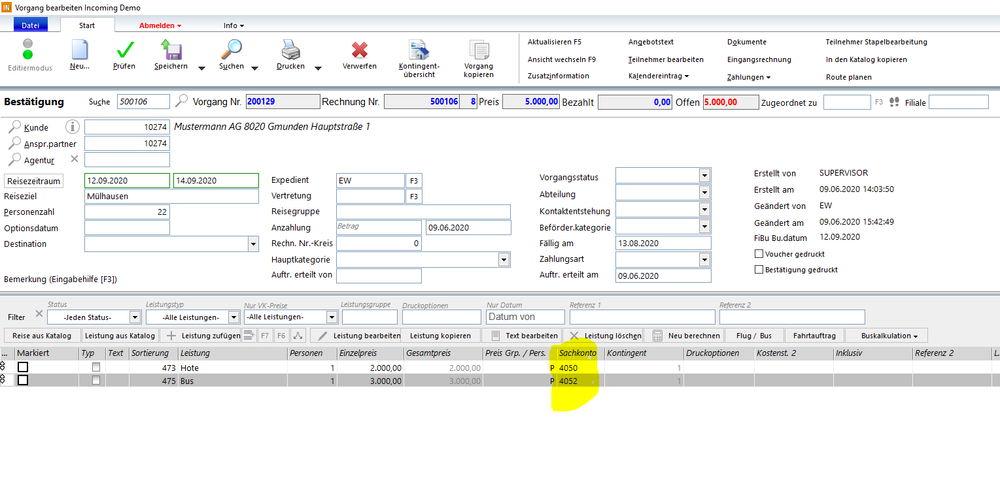 IN Vorgang bearbeiten Incoming Demo
Datei Start Abmelden Info
Editiermodus Neu... Prüfen Speichern Suchen Drucken Verwerfen Kontingent-übersicht Vorgang kopieren
Aktualisieren F5 Angebotstext Dokumente Teilnehmer Stapelbearbeitung
Ansicht wechseln F9 Teilnehmer bearbeiten Eingangsrechnung In den Katalog kopieren
Zusatzinformation Kalendereintrag Zahlungen Route planen
Bestätigung Suche 500106 Vorgang Nr. 200129 Rechnung Nr. 500106 8 Preis 5.000,00 Bezahlt 0,00 Offen 5.000,00 Zugeordnet zu F3 Filiale
Kunde 10274 Mustermann AG 8020 Gmunden Hauptstraße 1
Anspr.partner 10274
Agentur
Reisezeitraum 12.09.2020 14.09.2020 Expedient EW F3 Vorgangsstatus Erstellt von SUPERVISOR
Reiseziel Mülhausen Vertretung F3 Abteilung Erstellt am 09.06.2020 14:03:50
Personenzahl 22 Reisegruppe Kontaktentstehung Geändert von EW
Optionsdatum Anzahlung Betrag 09.06.2020 Beförder.kategorie Geändert am 09.06.2020 15:42:49
Destination Rechn. Nr.-Kreis 0 Fällig am 13.08.2020 FiBu Bu.datum 12.09.2020
Hauptkategorie Zahlungsart Voucher gedruckt
Bemerkung (Eingabehilfe [F3]) Auftr. erteilt von Auftr. erteilt am 09.06.2020 Bestätigung gedruckt
Status Leistungstyp Nur VK-Preise Leistungsgruppe Druckoptionen Nur Datum Referenz 1 Referenz 2
Filter -Jeden Status- -Alle Leistungen- -Alle Leistungen- Datum von
Reise aus Katalog Leistung aus Katalog Leistung zufügen F7 F6 Leistung bearbeiten Leistung kopieren Text bearbeiten Leistung löschen Neu berechnen Flug / Bus Fahrtauftrag Buskalkulation
... Markiert Typ Text Sortierung Leistung Personen Einzelpreis Gesamtpreis Preis Grp. / Pers. Sachkonto Kontingent Druckoptionen Kostenst. 2 Inklusiv Referenz 2 L.
473 Hote 1 2.000,00 2.000,00 P 4050 1
475 Bus 1 3.000,00 3.000,00 P 4052 1